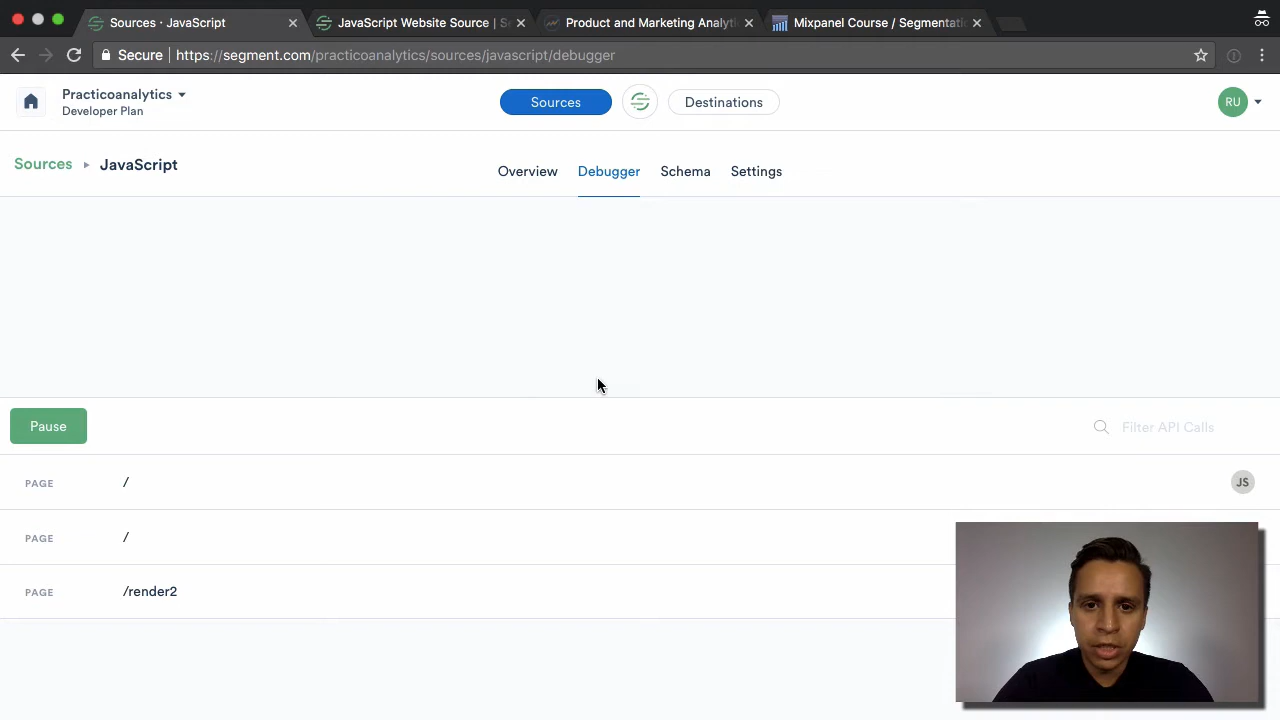 Sources · JavaScript
JavaScript Website Source | S
Product and Marketing Analyti
Mixpanel Course / Segmentati
Secure
https://segment.com/practicoanalytics/sources/javascript/debugger
Practicoanalytics
Developer Plan
Sources
Destinations
RU
Sources ▸ JavaScript
Overview
Debugger
Schema
Settings
Pause
Filter API Calls
PAGE /
JS
PAGE /
PAGE /render2